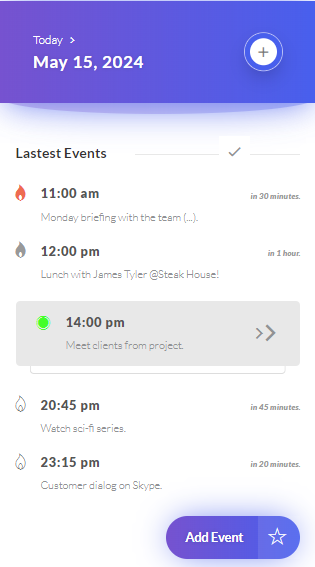 Today >
May 15, 2024
Lastest Events
11:00 am
in 30 minutes.
Monday briefing with the team (...).
12:00 pm
in 1 hour.
Lunch with James Tyler @Steak House!
14:00 pm
Meet clients from project.
20:45 pm
in 45 minutes.
Watch sci-fi series.
23:15 pm
in 20 minutes.
Customer dialog on Skype.
Add Event